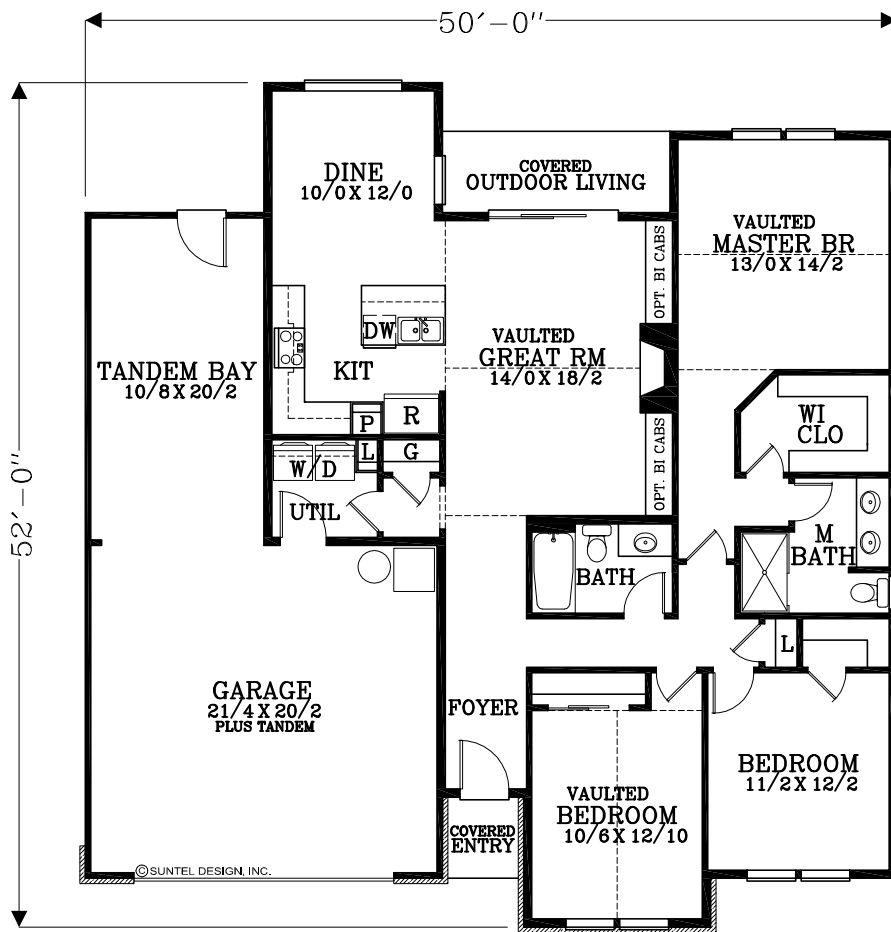 50'-0"
52'-0"
DINE
10/0 X 12/0
COVERED
OUTDOOR LIVING
VAULTED
MASTER BR
13/0 X 14/2
OPT. BI CABS
DW
VAULTED
GREAT RM
14/0 X 18/2
TANDEM BAY
10/8 X 20/2
KIT
P
R
WI
CLO
OPT. BI CABS
L
G
W/D
UTIL
M
BATH
BATH
L
GARAGE
21/4 X 20/2
PLUS TANDEM
FOYER
BEDROOM
11/2 X 12/2
VAULTED
BEDROOM
10/6 X 12/10
COVERED
ENTRY
© SUNTEL DESIGN, INC.